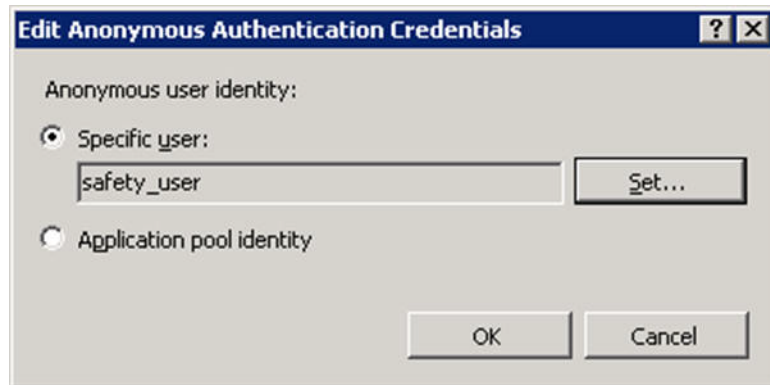 Edit Anonymous Authentication Credentials ?
Anonymous user identity:
Specific user:
safety_user Set...
Application pool identity
OK Cancel